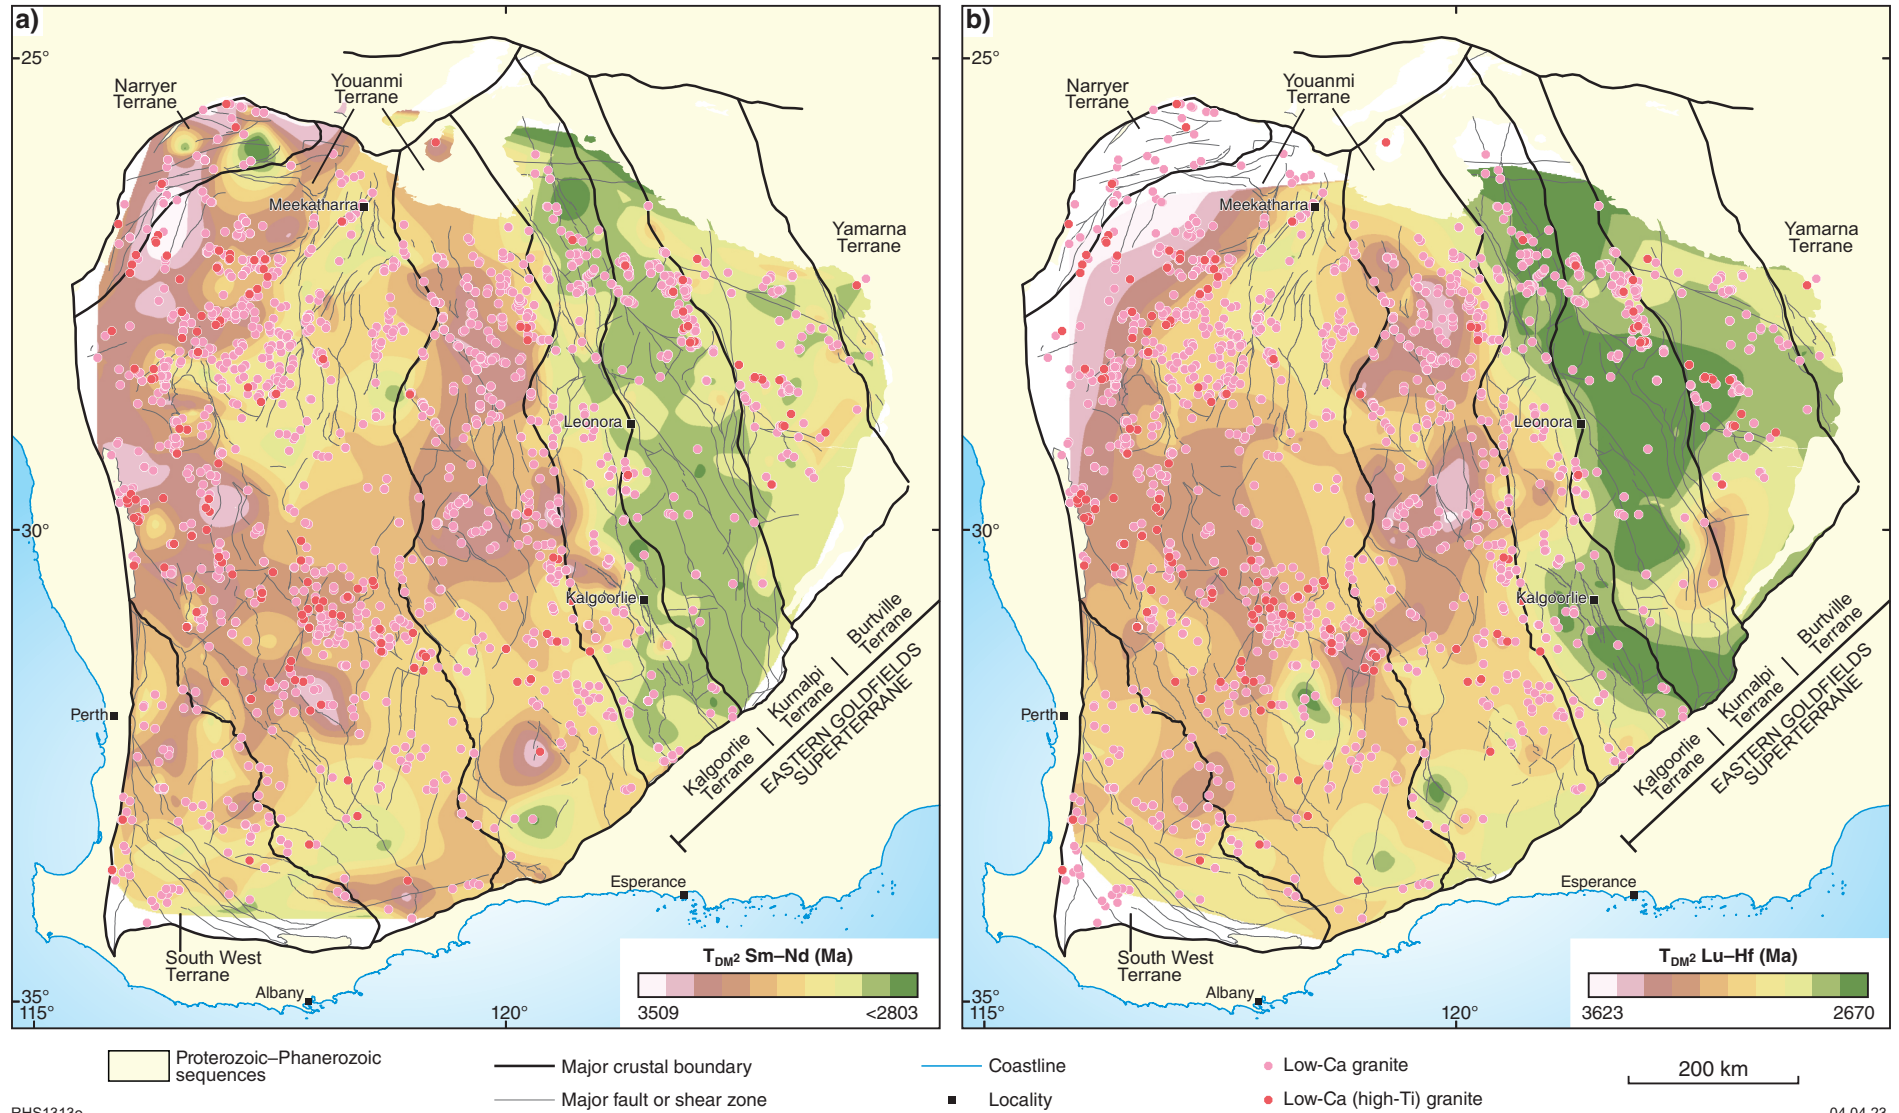 a)
25°
Narryer
Terrane
Youanmi
Terrane
Meekatharra
Yamarna
Terrane
Leonora
30°
Kalgoorlie
Perth
Kalgoorlie
Terrane
Kurnalpi
Terrane
Burtville
Terrane
EASTERN GOLDFIELDS
SUPERTERRANE
Esperance
South West
Terrane
Albany
35°
115°
120°
TDM² Sm–Nd (Ma)
3509
<2803
b)
25°
Narryer
Terrane
Youanmi
Terrane
Meekatharra
Yamarna
Terrane
Leonora
30°
Kalgoorlie
Perth
Kalgoorlie
Terrane
Kurnalpi
Terrane
Burtville
Terrane
EASTERN GOLDFIELDS
SUPERTERRANE
Esperance
South West
Terrane
Albany
35°
115°
120°
TDM² Lu–Hf (Ma)
3623
2670
Proterozoic–Phanerozoic
sequences
Major crustal boundary
Major fault or shear zone
Coastline
Locality
Low-Ca granite
Low-Ca (high-Ti) granite
200 km